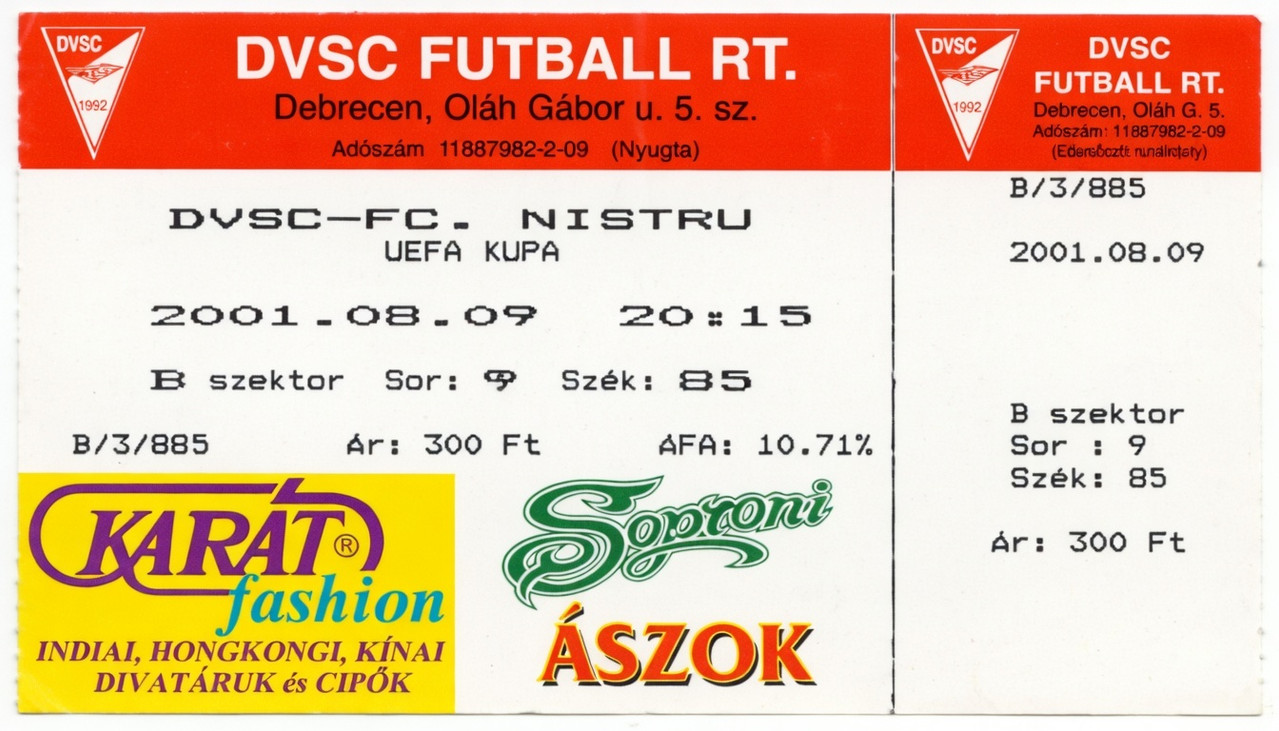 DVSC
1992
DVSC FUTBALL RT.
Debrecen, Oláh Gábor u. 5. sz.
Adószám 11887982-2-09 (Nyugta)
DVSC-FC. NISTRU
UEFA KUPA
2001.08.09 20:15
B szektor Sor: 9 Szék: 85
B/3/885 Ár: 300 Ft ÁFA: 10.71%
KARÁT®
fashion
INDIAI, HONGKONGI, KÍNAI
DIVATÁRUK és CIPŐK
Soproni
ÁSZOK
DVSC
1992
DVSC
FUTBALL RT.
Debrecen, Oláh G. 5.
Adószám: 11887982-2-09
B/3/885
2001.08.09
B szektor
Sor : 9
Szék: 85
Ár: 300 Ft